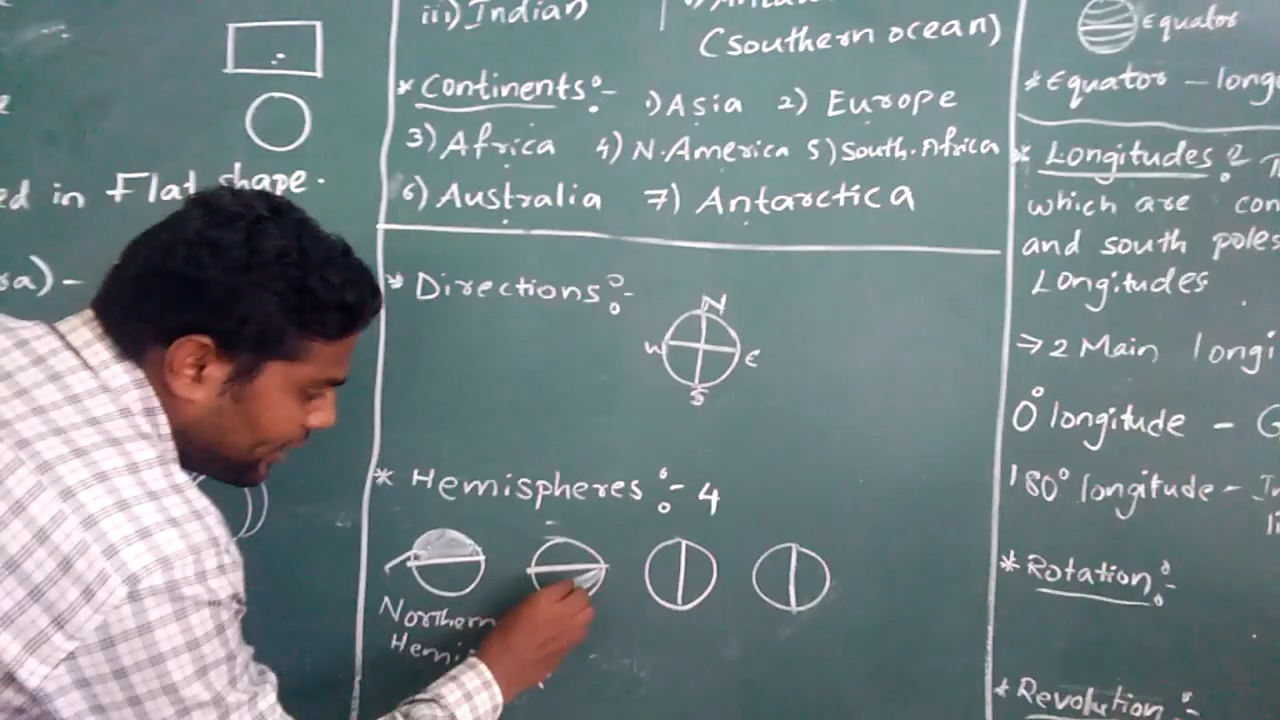 ed in Flat shape.
iii) Indian
(southern ocean)
* Continents:- 1) Asia 2) Europe
3) Africa 4) N. America 5) South. Africa
6) Australia 7) Antarctica
* Directions:-
N
W E
S
* Hemispheres:- 4
Northern
Equator
* Equator - long
* Longitudes:
which are con
and south poles
Longitudes
→ 2 Main longi
0° longitude - G
180° longitude - In
* Rotation:-
* Revolution:-